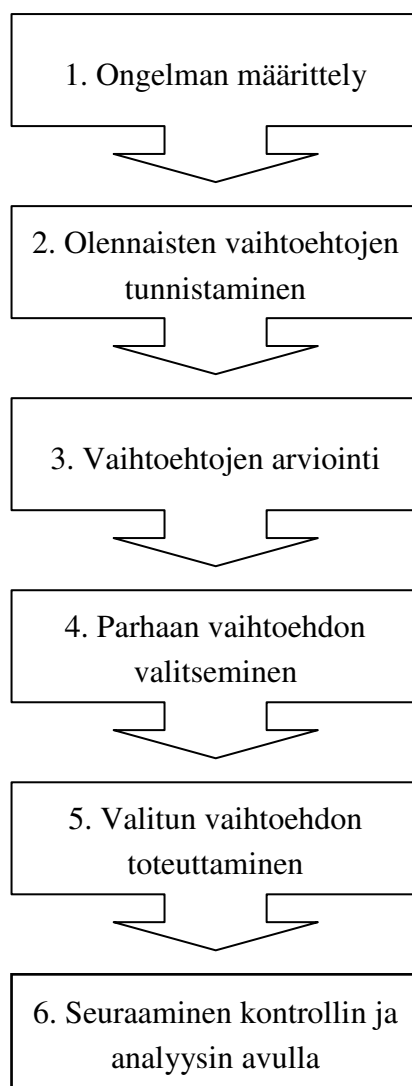 1. Ongelman määrittely
2. Olennaisten vaihtoehtojen
tunnistaminen
3. Vaihtoehtojen arviointi
4. Parhaan vaihtoehdon
valitseminen
5. Valitun vaihtoehdon
toteuttaminen
6. Seuraaminen kontrollin ja
analyysin avulla